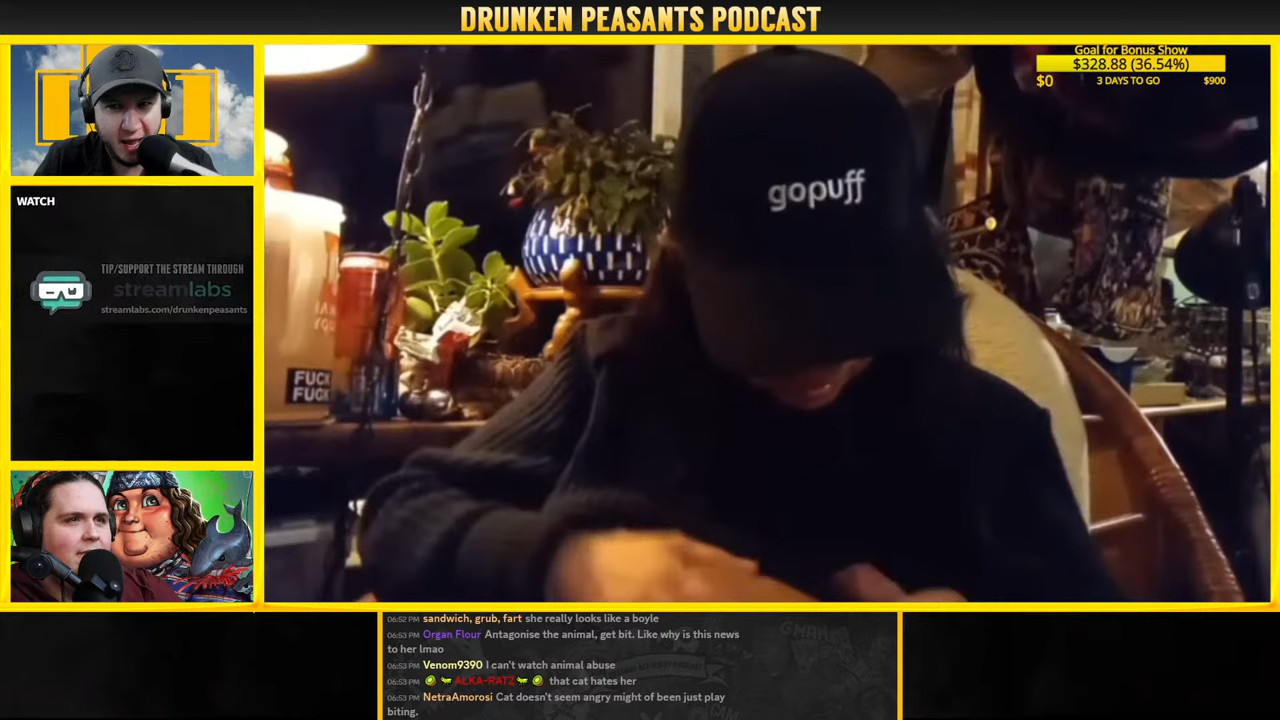 DRUNKEN PEASANTS PODCAST
Goal for Bonus Show
$328.88 (36.54%)
$0 3 DAYS TO GO $900
WATCH
TIP/SUPPORT THE STREAM THROUGH
streamlabs
streamlabs.com/drunkenpeasants
gopuff
FUCK
FUCK
06:52 PM sandwich, grub, fart she really looks like a boyle
06:53 PM Organ Flour Antagonise the animal, get bit. Like why is this news
to her lmao
06:53 PM Venom9390 I can't watch animal abuse
06:53 PM ALKA-RATZ that cat hates her
06:53 PM NetraAmorosi Cat doesn't seem angry might of been just play
biting.